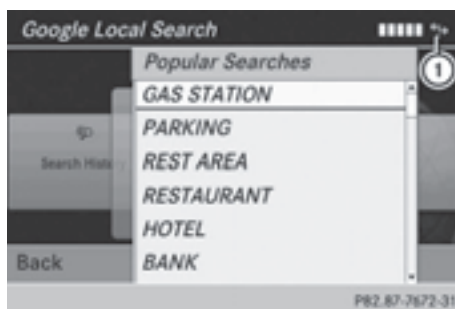 Google Local Search
1
Popular Searches
GAS STATION
PARKING
Search Histo
REST AREA
RESTAURANT
HOTEL
Back
BANK
P82.87-7672-31